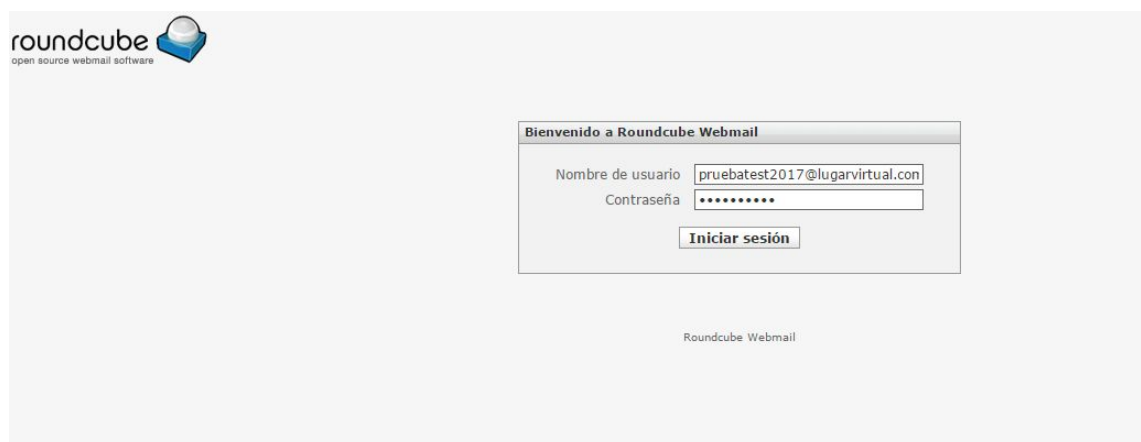 roundcube
open source webmail software
Bienvenido a Roundcube Webmail
Nombre de usuario pruebatest2017@lugarvirtual.con
Contraseña ••••••••••
Iniciar sesión
Roundcube Webmail